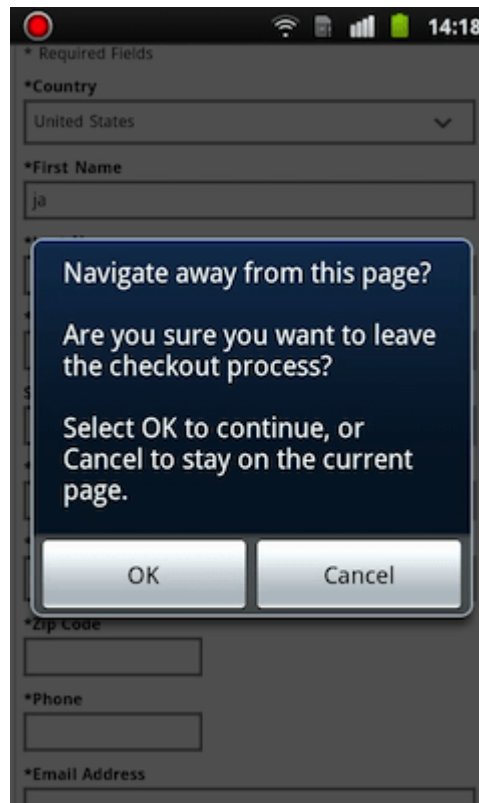 14:18
* Required Fields
*Country
United States
*First Name
ja
Navigate away from this page?
Are you sure you want to leave
the checkout process?
Select OK to continue, or
Cancel to stay on the current
page.
OK
Cancel
*Zip Code
*Phone
*Email Address